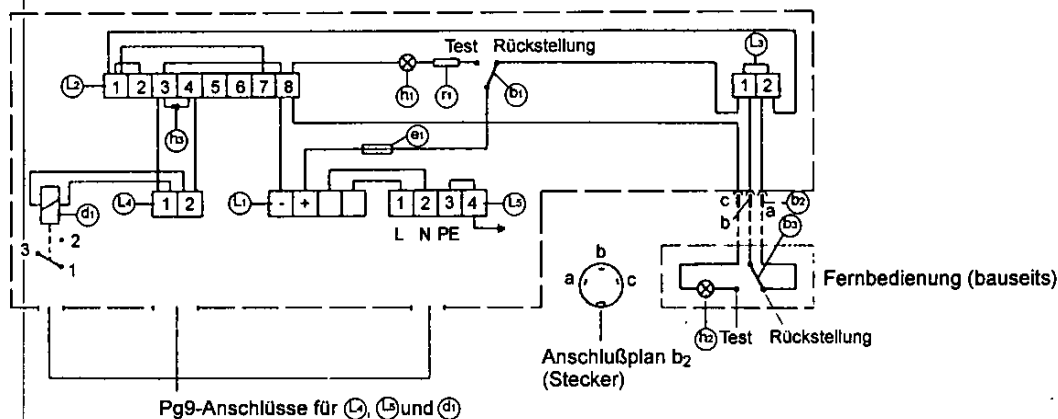 Test Rückstellung
L3
L2 1 2 3 4 5 6 7 8 h1 r1 b1 1 2
h3 e1
d1 L4 1 2 L1 - + 1 2 3 4 L5
L N PE
c b a b2
b3
3 2 1
b
a c
Fernbedienung (bauseits)
h2 Test Rückstellung
Anschlußplan b2
(Stecker)
Pg9-Anschlüsse für L4, L5 und d1